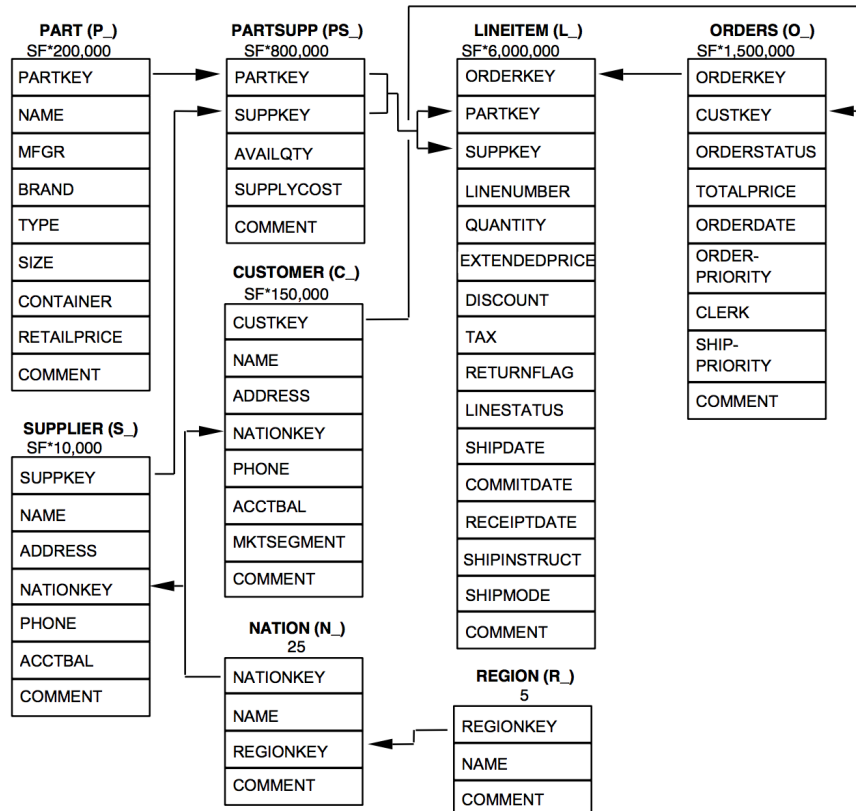 PART (P_)
SF*200,000
PARTKEY
NAME
MFGR
BRAND
TYPE
SIZE
CONTAINER
RETAILPRICE
COMMENT
SUPPLIER (S_)
SF*10,000
SUPPKEY
NAME
ADDRESS
NATIONKEY
PHONE
ACCTBAL
COMMENT
PARTSUPP (PS_)
SF*800,000
PARTKEY
SUPPKEY
AVAILQTY
SUPPLYCOST
COMMENT
CUSTOMER (C_)
SF*150,000
CUSTKEY
NAME
ADDRESS
NATIONKEY
PHONE
ACCTBAL
MKTSEGMENT
COMMENT
NATION (N_)
25
NATIONKEY
NAME
REGIONKEY
COMMENT
LINEITEM (L_)
SF*6,000,000
ORDERKEY
PARTKEY
SUPPKEY
LINENUMBER
QUANTITY
EXTENDEDPRICE
DISCOUNT
TAX
RETURNFLAG
LINESTATUS
SHIPDATE
COMMITDATE
RECEIPTDATE
SHIPINSTRUCT
SHIPMODE
COMMENT
REGION (R_)
5
REGIONKEY
NAME
COMMENT
ORDERS (O_)
SF*1,500,000
ORDERKEY
CUSTKEY
ORDERSTATUS
TOTALPRICE
ORDERDATE
ORDER-
PRIORITY
CLERK
SHIP-
PRIORITY
COMMENT